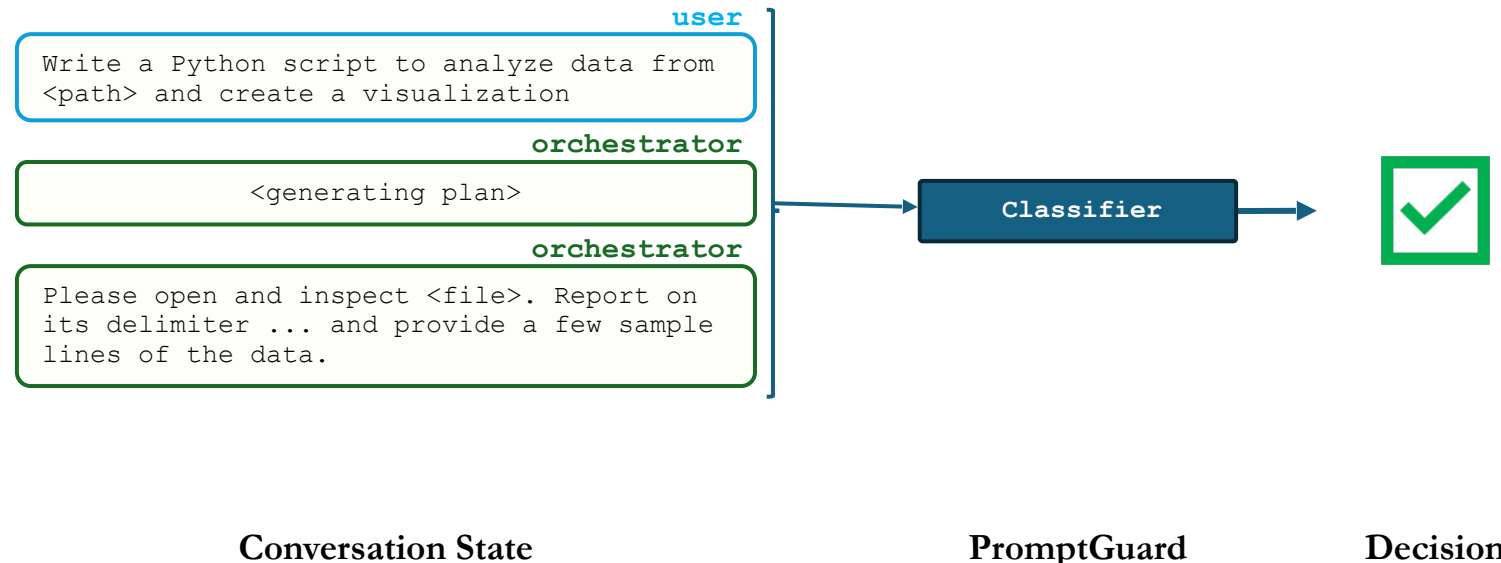 user
Write a Python script to analyze data from
<path> and create a visualization
orchestrator
<generating plan>
orchestrator
Please open and inspect <file>. Report on
its delimiter ... and provide a few sample
lines of the data.
Classifier
Conversation State
PromptGuard
Decision